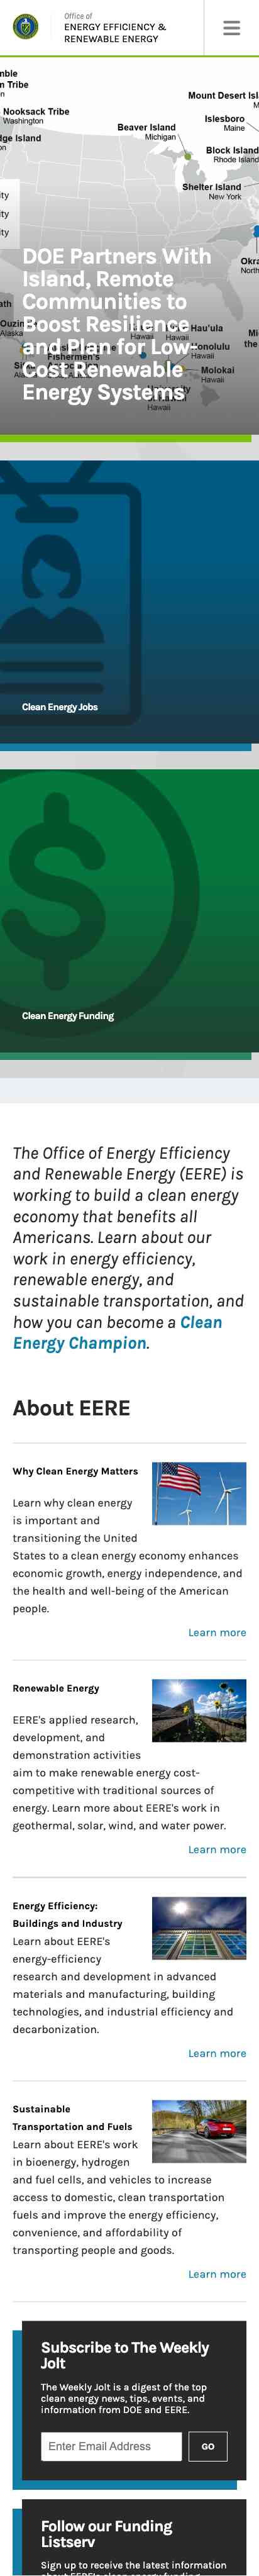 Office of
ENERGY EFFICIENCY &
RENEWABLE ENERGY
Nooksack Tribe
Washington
Mount Desert
Islesboro
Maine
Beaver Island
Michigan
Block Island
Rhode Island
Shelter Island
New York
Alaska
Hau'ula
Hawaii
Honolulu
Hawaii
Molokai
Hawaii
Hawaii
DOE Partners With
Island, Remote
Communities to
Boost Resilience
and Plan for Low-
Cost Renewable
Energy Systems
Clean Energy Jobs
Clean Energy Funding
The Office of Energy Efficiency
and Renewable Energy (EERE) is
working to build a clean energy
economy that benefits all
Americans. Learn about our
work in energy efficiency,
renewable energy, and
sustainable transportation, and
how you can become a Clean
Energy Champion.
About EERE
Why Clean Energy Matters
Learn why clean energy
is important and
transitioning the United
States to a clean energy economy enhances
economic growth, energy independence, and
the health and well-being of the American
people.
Learn more
Renewable Energy
EERE's applied research,
development, and
demonstration activities
aim to make renewable energy cost-
competitive with traditional sources of
energy. Learn more about EERE's work in
geothermal, solar, wind, and water power.
Learn more
Energy Efficiency:
Buildings and Industry
Learn about EERE's
energy-efficiency
research and development in advanced
materials and manufacturing, building
technologies, and industrial efficiency and
decarbonization.
Learn more
Sustainable
Transportation and Fuels
Learn about EERE's work
in bioenergy, hydrogen
and fuel cells, and vehicles to increase
access to domestic, clean transportation
fuels and improve the energy efficiency,
convenience, and affordability of
transporting people and goods.
Learn more
Subscribe to The Weekly
Jolt
The Weekly Jolt is a digest of the top
clean energy news, tips, events, and
information from DOE and EERE.
Enter Email Address
GO
Follow our Funding
Listserv
Sign up to receive the latest information